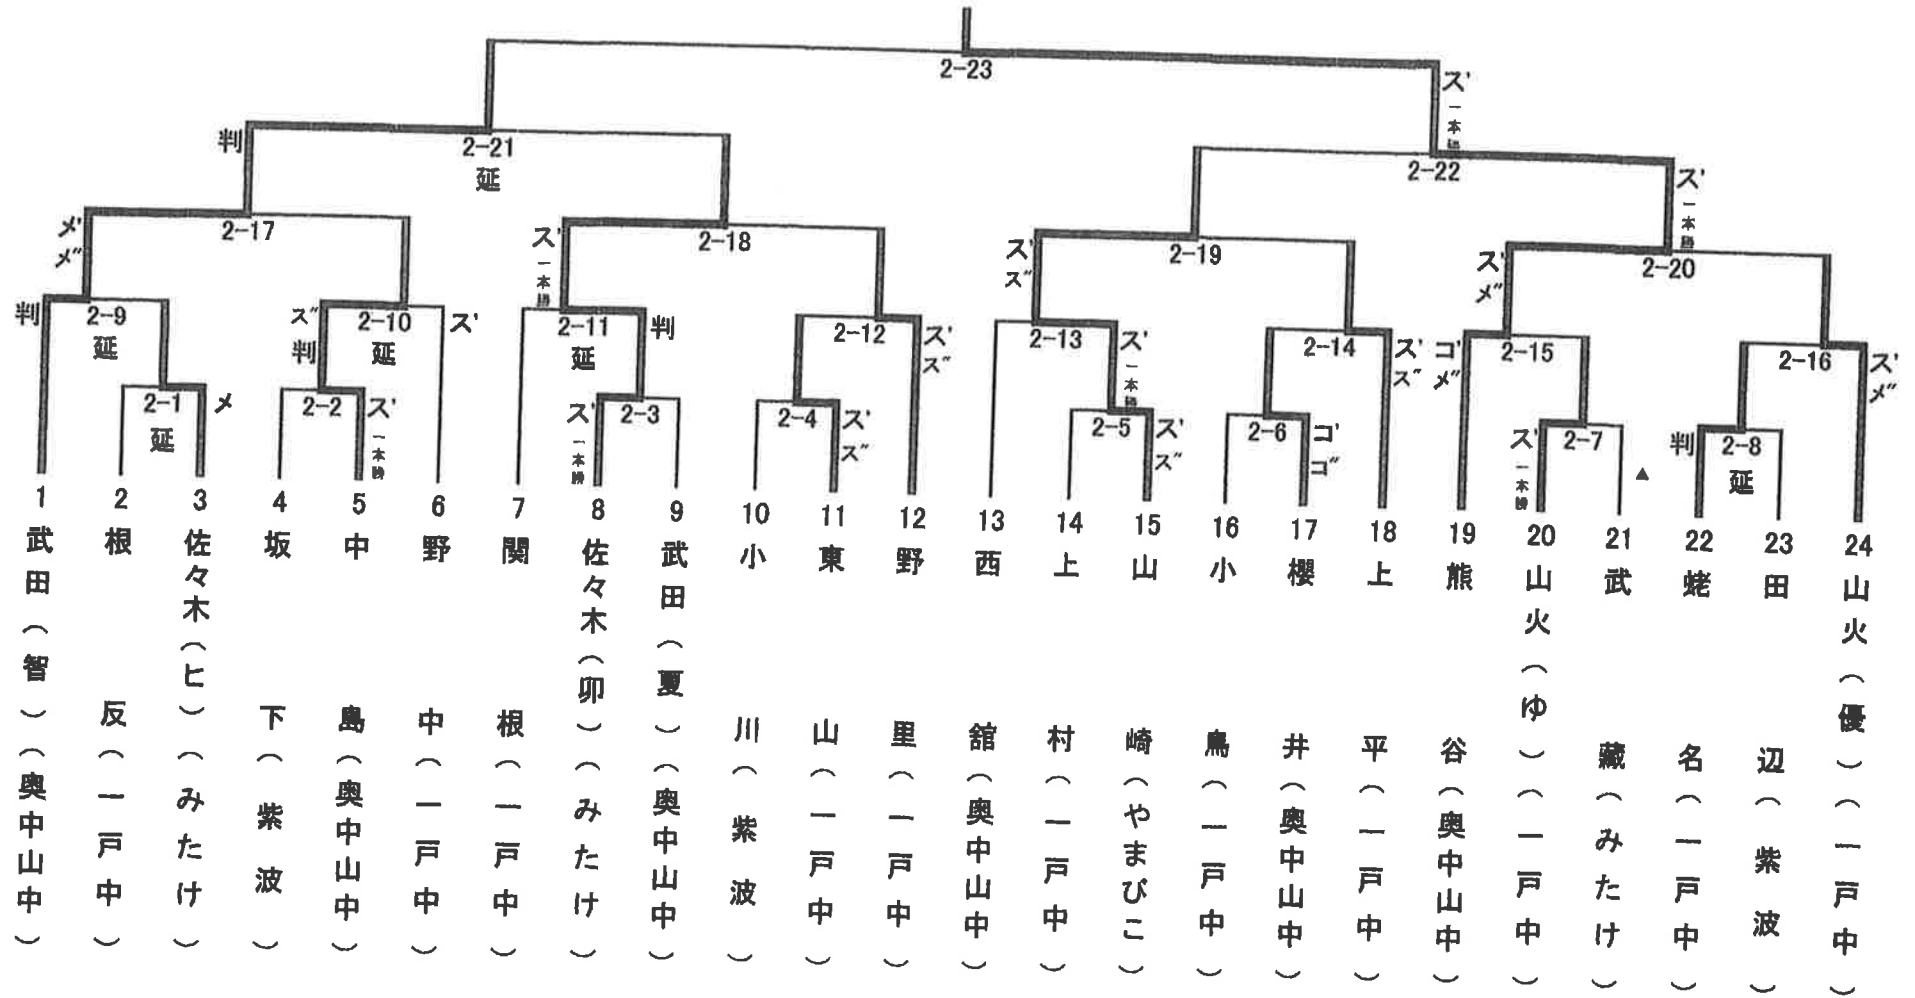 2-23
ス'
一本勝
判
2-21
延
2-22
ス'
一本勝
メ'
メ"
2-17
ス'
一本勝
2-18
ス'
ス"
2-19
ス'
メ"
2-20
判
2-9
延
ス"
判
2-10
延
ス'
2-11
延
判
2-12
ス'
ス"
2-13
ス'
一本勝
2-14
ス'
ス"
コ'
メ"
2-15
2-16
ス'
メ"
2-1
延
メ
2-2
ス'
一本勝
ス'
一本勝
2-3
2-4
ス'
ス"
2-5
ス'
ス"
2-6
コ'
コ"
ス'
一本勝
2-7
▲
判
2-8
延
1 武田(智)(奥中山中)
2 根反(一戸中)
3 佐々木(ヒ)(みたけ)
4 坂下(紫波)
5 中島(奥中山中)
6 野中(一戸中)
7 関根(一戸中)
8 佐々木(卯)(みたけ)
9 武田(夏)(奥中山中)
10 小川(紫波)
11 東山(一戸中)
12 野里(一戸中)
13 西舘(奥中山中)
14 上村(一戸中)
15 山崎(やまびこ)
16 小鳥(一戸中)
17 櫻井(奥中山中)
18 上平(一戸中)
19 熊谷(奥中山中)
20 山火(ゆ)(一戸中)
21 武藏(みたけ)
22 蛯名(一戸中)
23 田辺(紫波)
24 山火(優)(一戸中)